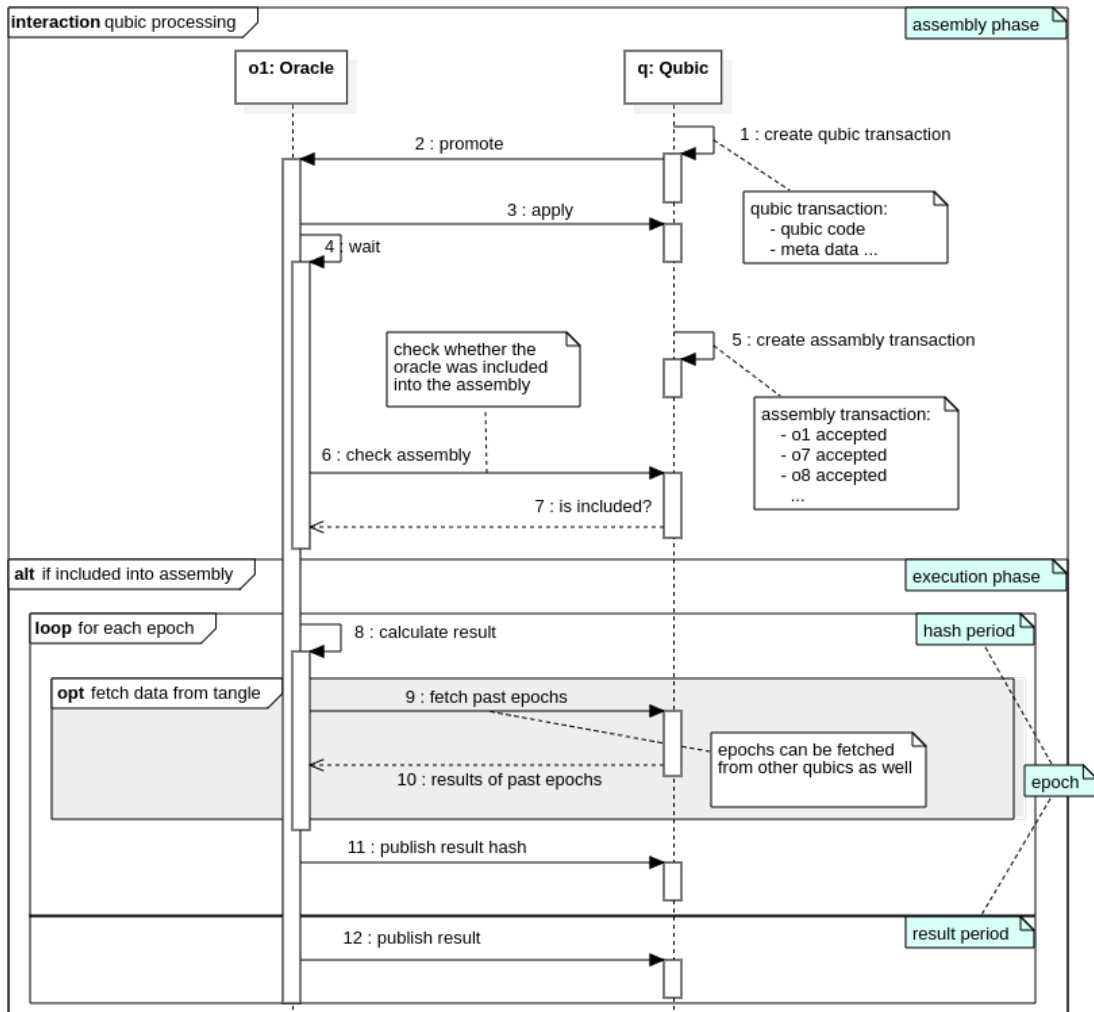 interaction qubic processing
assembly phase
o1: Oracle
q: Qubic
1 : create qubic transaction
2 : promote
qubic transaction:
- qubic code
- meta data ...
3 : apply
4 : wait
5 : create assambly transaction
check whether the
oracle was included
into the assembly
assembly transaction:
- o1 accepted
- o7 accepted
- o8 accepted
...
6 : check assembly
7 : is included?
alt if included into assembly
execution phase
loop for each epoch
hash period
8 : calculate result
opt fetch data from tangle
9 : fetch past epochs
epochs can be fetched
from other qubics as well
10 : results of past epochs
epoch
11 : publish result hash
result period
12 : publish result